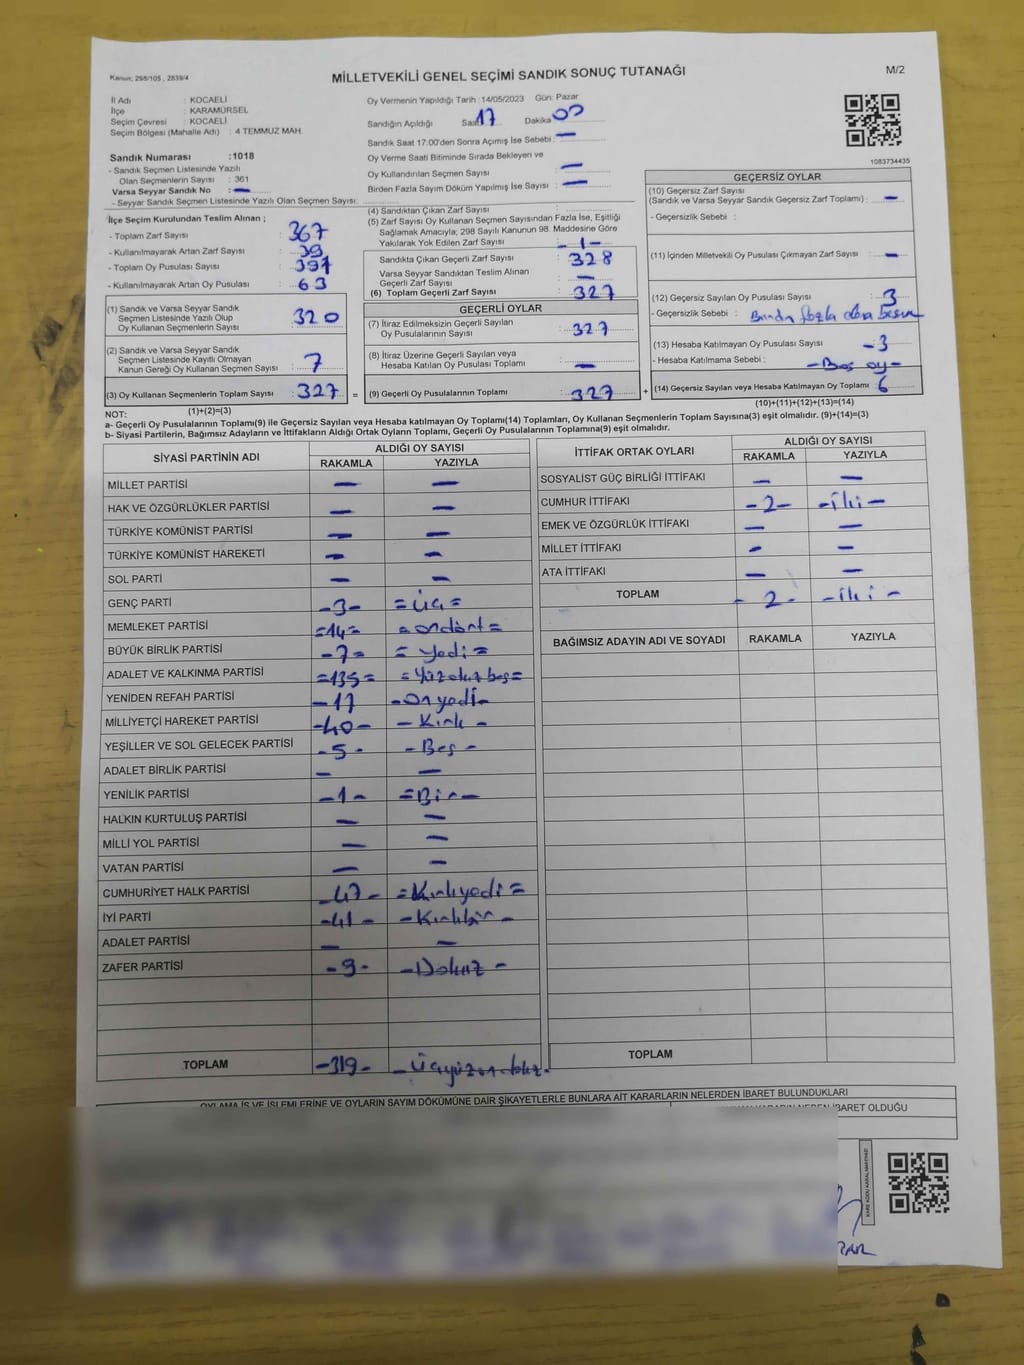 Kanun; 298/105 , 2839/4
MİLLETVEKİLİ GENEL SEÇİMİ SANDIK SONUÇ TUTANAĞI
M/2
İl Adı : KOCAELİ
İlçe : KARAMÜRSEL
Seçim Çevresi : KOCAELİ
Seçim Bölgesi (Mahalle Adı) : 4 TEMMUZ MAH.
Sandık Numarası :1018
- Sandık Seçmen Listesinde Yazılı
Olan Seçmenlerin Sayısı : 361
Varsa Seyyar Sandık No : —
- Seyyar Sandık Seçmen Listesinde Yazılı Olan Seçmen Sayısı:
Oy Vermenin Yapıldığı Tarih :14/05/2023 Gün: Pazar
Sandığın Açıldığı Saat 17 Dakika 00
Sandık Saat 17:00'den Sonra Açılmış İse Sebebi : —
Oy Verme Saati Bitiminde Sırada Bekleyen ve
Oy Kullandırılan Seçmen Sayısı : —
Birden Fazla Sayım Döküm Yapılmış İse Sayısı : —
1083734435
İlçe Seçim Kurulundan Teslim Alınan ;
- Toplam Zarf Sayısı : 367
- Kullanılmayarak Artan Zarf Sayısı : 39
- Toplam Oy Pusulası Sayısı : 397
- Kullanılmayarak Artan Oy Pusulası : 63
(1) Sandık ve Varsa Seyyar Sandık
Seçmen Listesinde Yazılı Olup
Oy Kullanan Seçmenlerin Sayısı : 320
(2) Sandık ve Varsa Seyyar Sandık
Seçmen Listesinde Kayıtlı Olmayan
Kanun Gereği Oy Kullanan Seçmen Sayısı : 7
(3) Oy Kullanan Seçmenlerin Toplam Sayısı : 327
(4) Sandıktan Çıkan Zarf Sayısı
(5) Zarf Sayısı Oy Kullanan Seçmen Sayısından Fazla İse, Eşitliği
Sağlamak Amacıyla; 298 Sayılı Kanunun 98. Maddesine Göre
Yakılarak Yok Edilen Zarf Sayısı : -1-
Sandıkta Çıkan Geçerli Zarf Sayısı : 328
Varsa Seyyar Sandıktan Teslim Alınan
Geçerli Zarf Sayısı : —
(6) Toplam Geçerli Zarf Sayısı : 327
GEÇERLİ OYLAR
(7) İtiraz Edilmeksizin Geçerli Sayılan
Oy Pusulalarının Sayısı : 327
(8) İtiraz Üzerine Geçerli Sayılan veya
Hesaba Katılan Oy Pusulası Toplamı : —
= (9) Geçerli Oy Pusulalarının Toplamı : 327 +
GEÇERSİZ OYLAR
(10) Geçersiz Zarf Sayısı
(Sandık ve Varsa Seyyar Sandık Geçersiz Zarf Toplamı) : —
- Geçersizlik Sebebi :
(11) İçinden Milletvekili Oy Pusulası Çıkmayan Zarf Sayısı : —
(12) Geçersiz Sayılan Oy Pusulası Sayısı : 3
- Geçersizlik Sebebi : Birden fazla
(13) Hesaba Katılmayan Oy Pusulası Sayısı : -3
- Hesaba Katılmama Sebebi : -Boş oy-
(14) Geçersiz Sayılan veya Hesaba Katılmayan Oy Toplamı : 6
(1)+(2)=(3)
(10)+(11)+(12)+(13)=(14)
NOT:
a- Geçerli Oy Pusulalarının Toplamı(9) ile Geçersiz Sayılan veya Hesaba katılmayan Oy Toplamı(14) Toplamları, Oy Kullanan Seçmenlerin Toplam Sayısına(3) eşit olmalıdır. (9)+(14)=(3)
b- Siyasi Partilerin, Bağımsız Adayların ve İttifakların Aldığı Ortak Oyların Toplamı, Geçerli Oy Pusulalarının Toplamına(9) eşit olmalıdır.
SİYASİ PARTİNİN ADI ALDIĞI OY SAYISI
RAKAMLA YAZIYLA
MİLLET PARTİSİ — —
HAK VE ÖZGÜRLÜKLER PARTİSİ — —
TÜRKİYE KOMÜNİST PARTİSİ — —
TÜRKİYE KOMÜNİST HAREKETİ — —
SOL PARTİ — —
GENÇ PARTİ -3- =Üç=
MEMLEKET PARTİSİ =14= =ondört=
BÜYÜK BİRLİK PARTİSİ -7= = yedi =
ADALET VE KALKINMA PARTİSİ =135= =Yüzotuzbeş=
YENİDEN REFAH PARTİSİ -17 -onyedi-
MİLLİYETÇİ HAREKET PARTİSİ -40- -Kırk-
YEŞİLLER VE SOL GELECEK PARTİSİ -5- -Beş-
ADALET BİRLİK PARTİSİ — —
YENİLİK PARTİSİ -1- =Bir-
HALKIN KURTULUŞ PARTİSİ — —
MİLLİ YOL PARTİSİ — —
VATAN PARTİSİ — —
CUMHURİYET HALK PARTİSİ -47- =Kırkyedi=
İYİ PARTİ -41- -Kırkbir-
ADALET PARTİSİ — —
ZAFER PARTİSİ -9- -Dokuz-
TOPLAM -319- -Üçyüzondokuz-
İTTİFAK ORTAK OYLARI ALDIĞI OY SAYISI
RAKAMLA YAZIYLA
SOSYALİST GÜÇ BİRLİĞİ İTTİFAKI — —
CUMHUR İTTİFAKI -2- -iki-
EMEK VE ÖZGÜRLÜK İTTİFAKI — —
MİLLET İTTİFAKI — —
ATA İTTİFAKI — —
TOPLAM -2- -iki-
BAĞIMSIZ ADAYIN ADI VE SOYADI RAKAMLA YAZIYLA
TOPLAM
OYLAMA İŞ VE İŞLEMLERİNE VE OYLARIN SAYIM DÖKÜMÜNE DAİR ŞİKAYETLERLE BUNLARA AİT KARARLARIN NELERDEN İBARET BULUNDUKLARI
KARARIN NEDEN İBARET OLDUĞU
KARE KODU KARALAMAYINIZ!